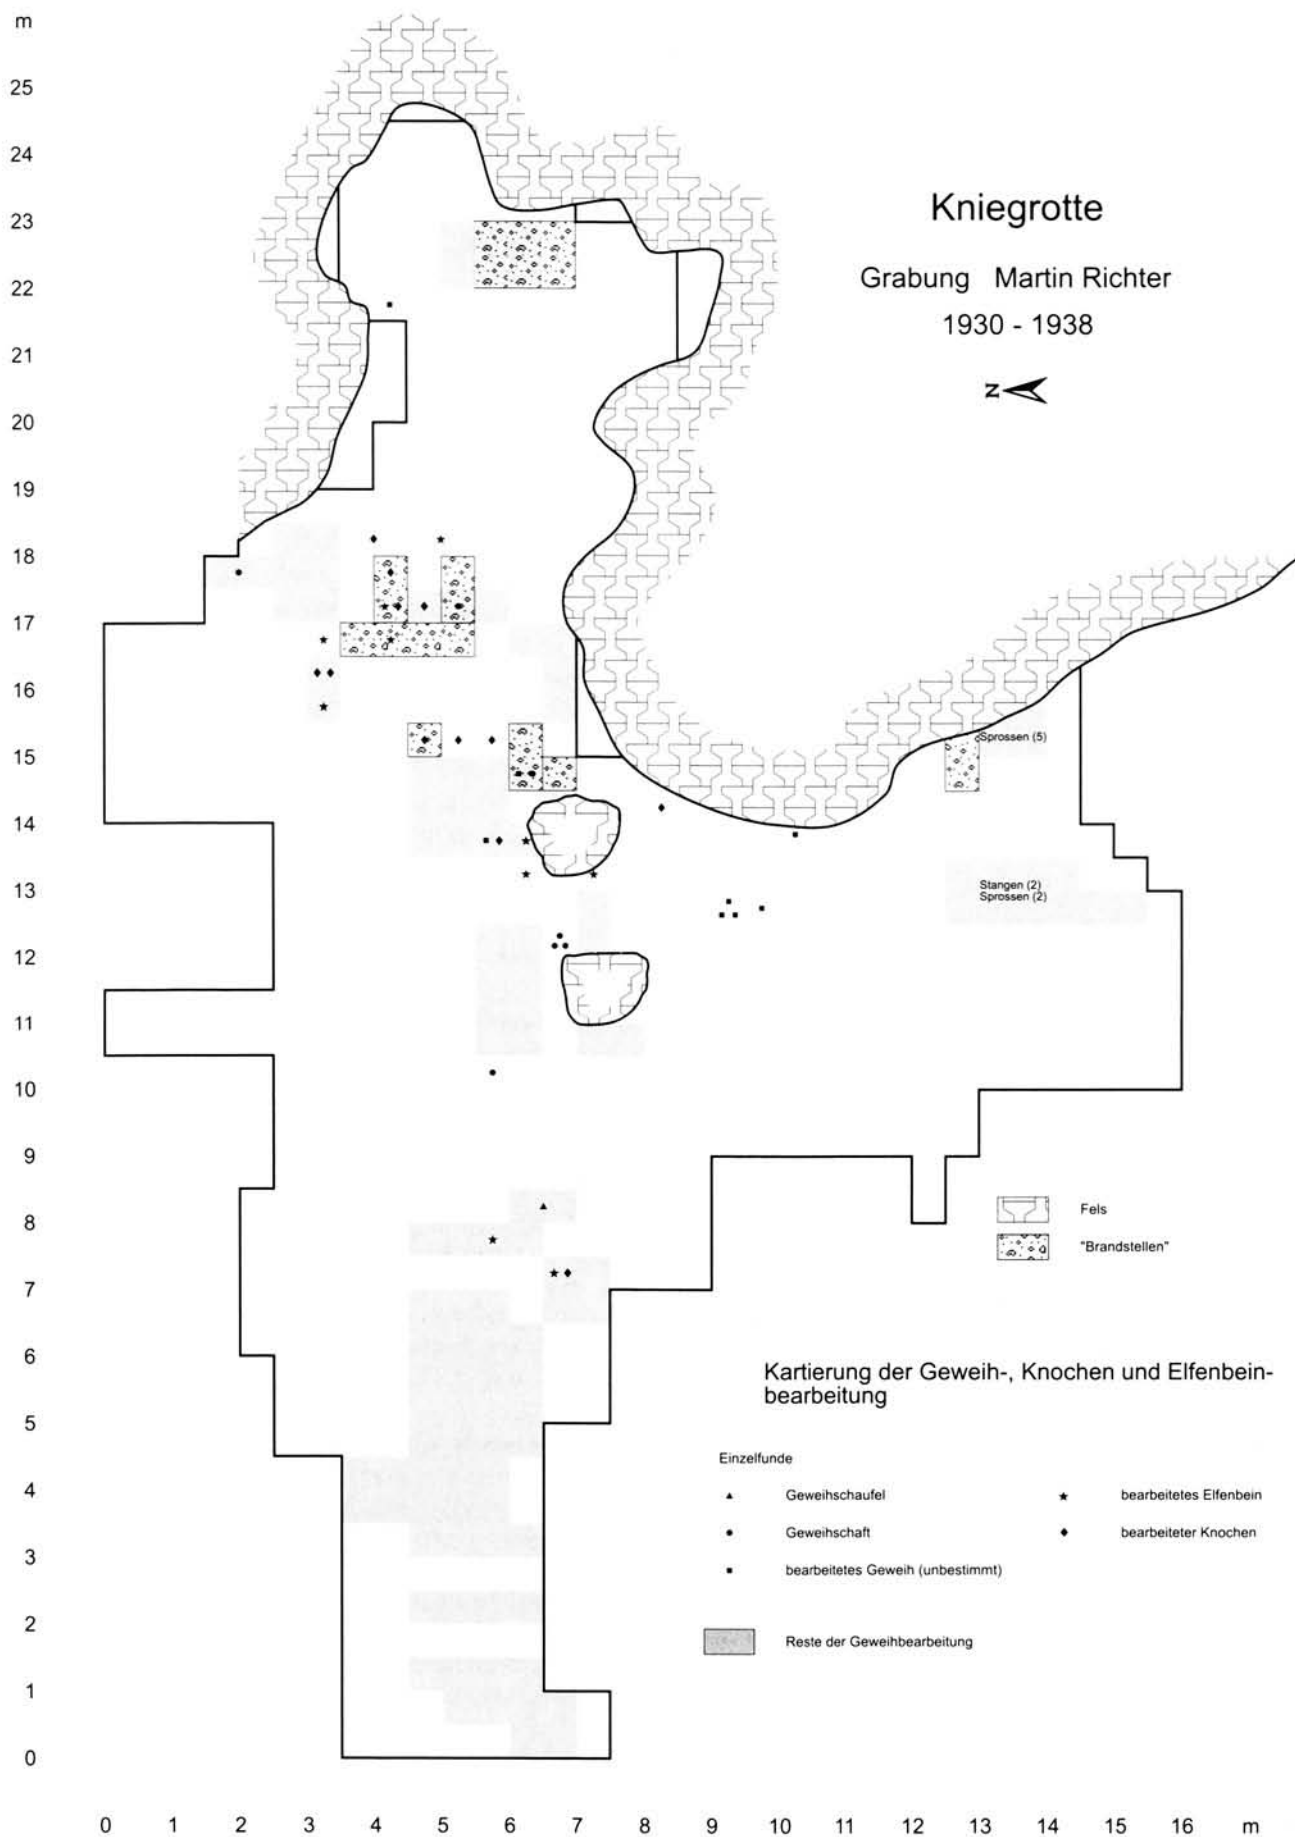 m
25
24
23
22
21
20
19
18
17
16
15
14
13
12
11
10
9
8
7
6
5
4
3
2
1
0
Kniegrotte
Grabung Martin Richter
1930 - 1938
N
Sprossen (5)
Stangen (2)
Sprossen (2)
Fels
"Brandstellen"
Kartierung der Geweih-, Knochen und Elfenbein-
bearbeitung
Einzelfunde
Geweihschaufel
bearbeitetes Elfenbein
Geweihschaft
bearbeiteter Knochen
bearbeitetes Geweih (unbestimmt)
Reste der Geweihbearbeitung
0 1 2 3 4 5 6 7 8 9 10 11 12 13 14 15 16 m